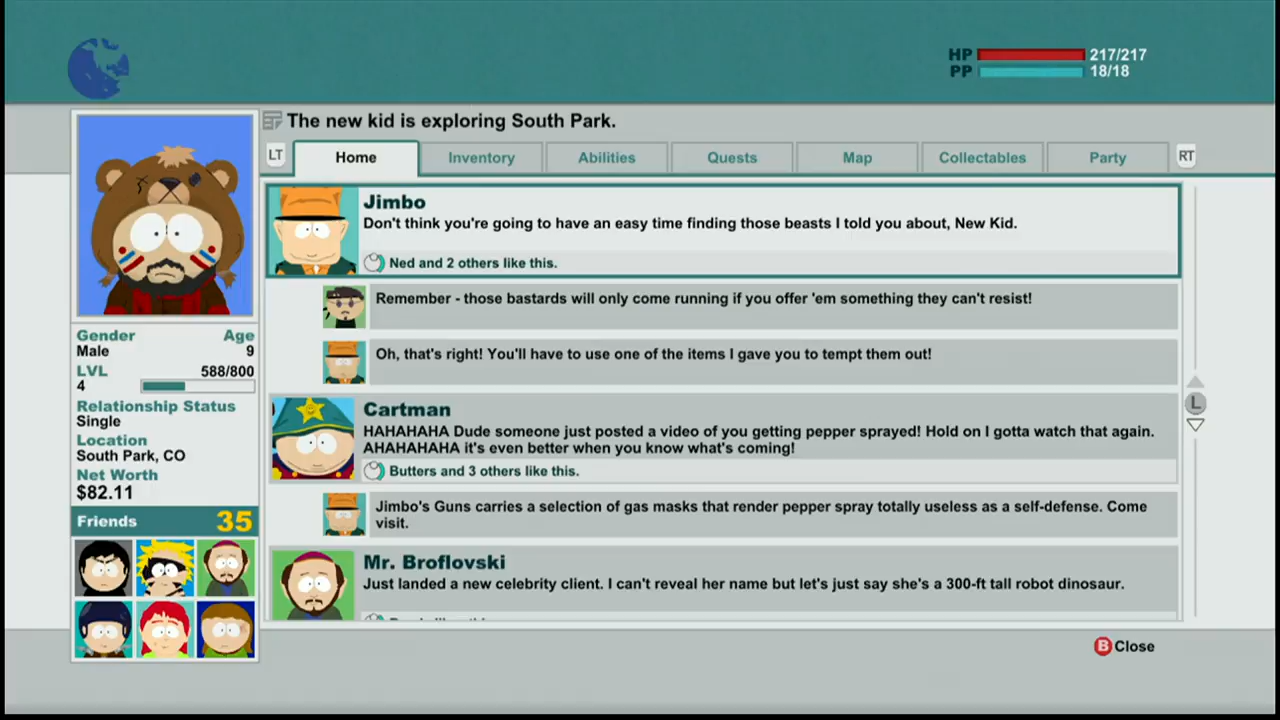 HP 217/217
PP 18/18
The new kid is exploring South Park.
LT Home Inventory Abilities Quests Map Collectables Party RT
Gender Age
Male 9
LVL 588/800
4
Relationship Status
Single
Location
South Park, CO
Net Worth
$82.11
Friends 35
Jimbo
Don't think you're going to have an easy time finding those beasts I told you about, New Kid.
Ned and 2 others like this.
Remember - those bastards will only come running if you offer 'em something they can't resist!
Oh, that's right! You'll have to use one of the items I gave you to tempt them out!
Cartman
HAHAHAHA Dude someone just posted a video of you getting pepper sprayed! Hold on I gotta watch that again.
AHAHAHAHA it's even better when you know what's coming!
Butters and 3 others like this.
Jimbo's Guns carries a selection of gas masks that render pepper spray totally useless as a self-defense. Come
visit.
Mr. Broflovski
Just landed a new celebrity client. I can't reveal her name but let's just say she's a 300-ft tall robot dinosaur.
L
B Close